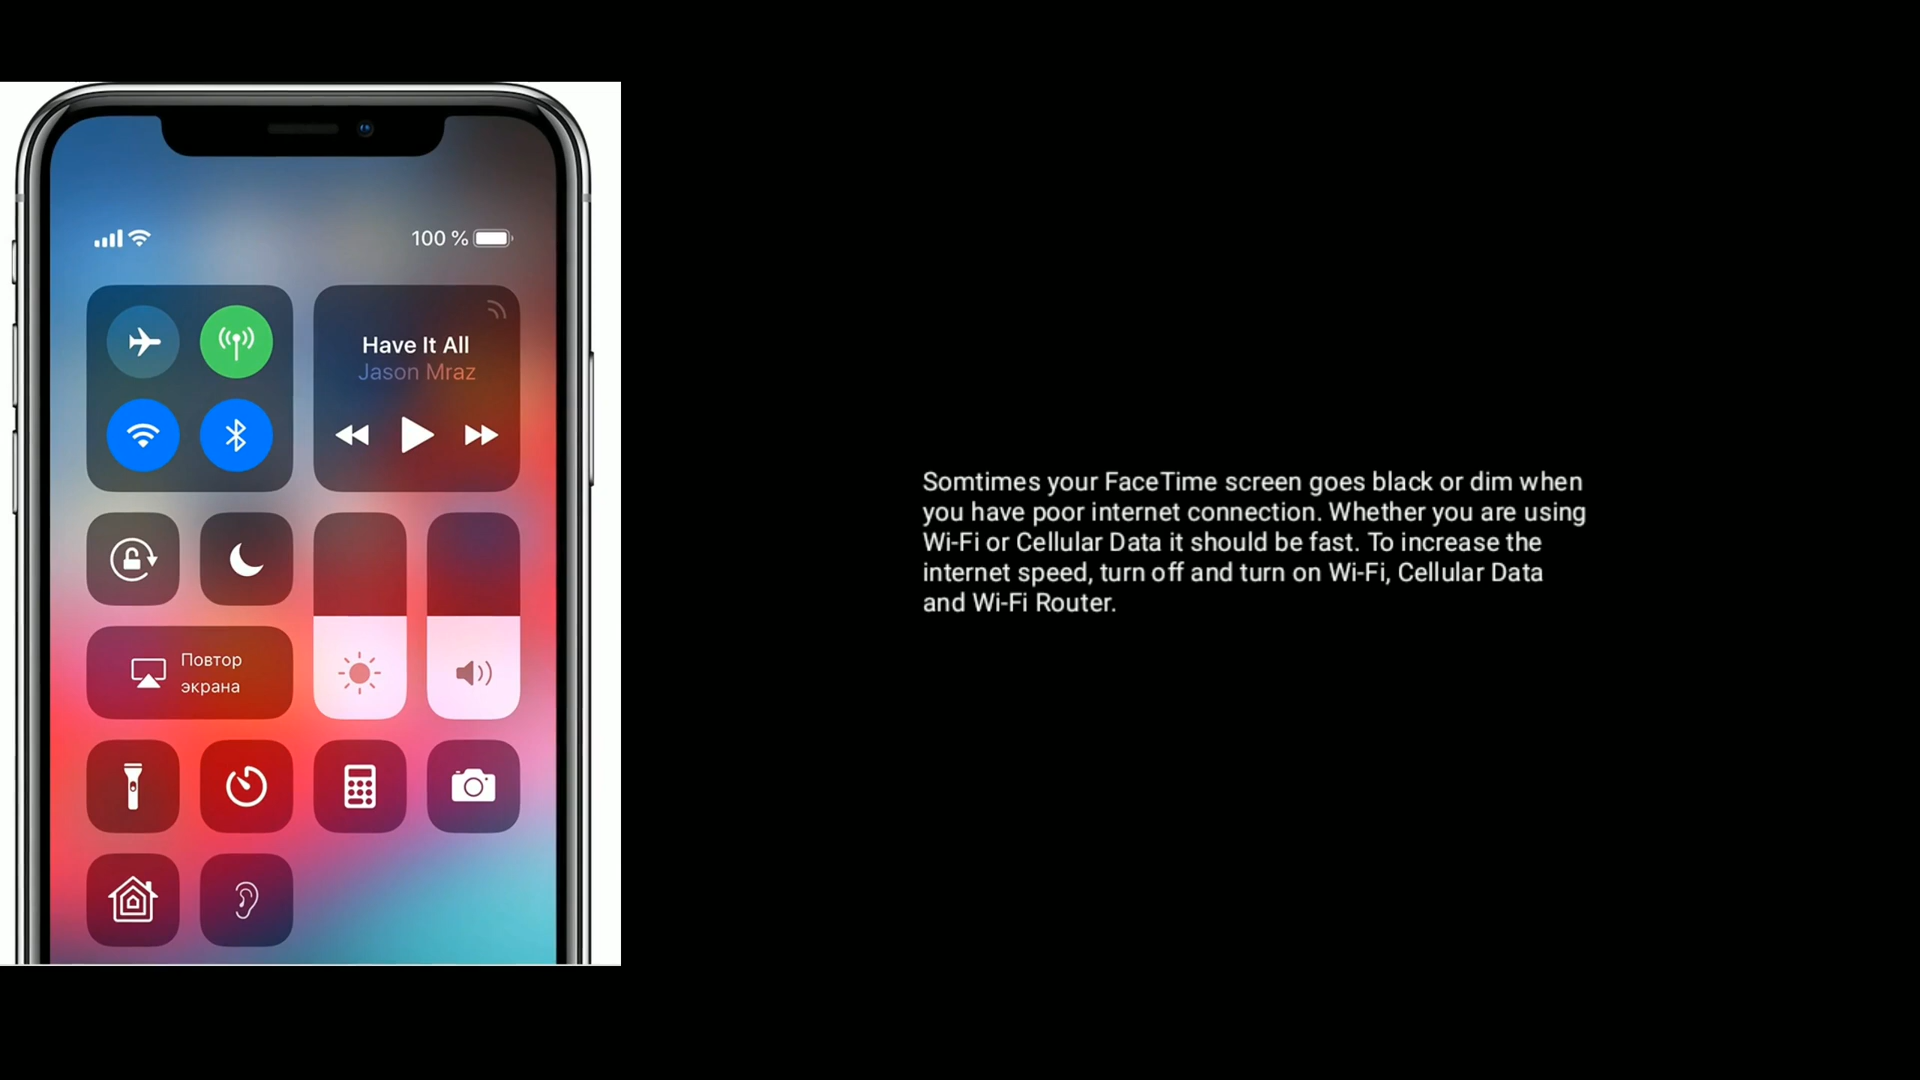 100 %
Have It All
Jason Mraz
Повтор
экрана
Somtimes your FaceTime screen goes black or dim when
you have poor internet connection. Whether you are using
Wi-Fi or Cellular Data it should be fast. To increase the
internet speed, turn off and turn on Wi-Fi, Cellular Data
and Wi-Fi Router.